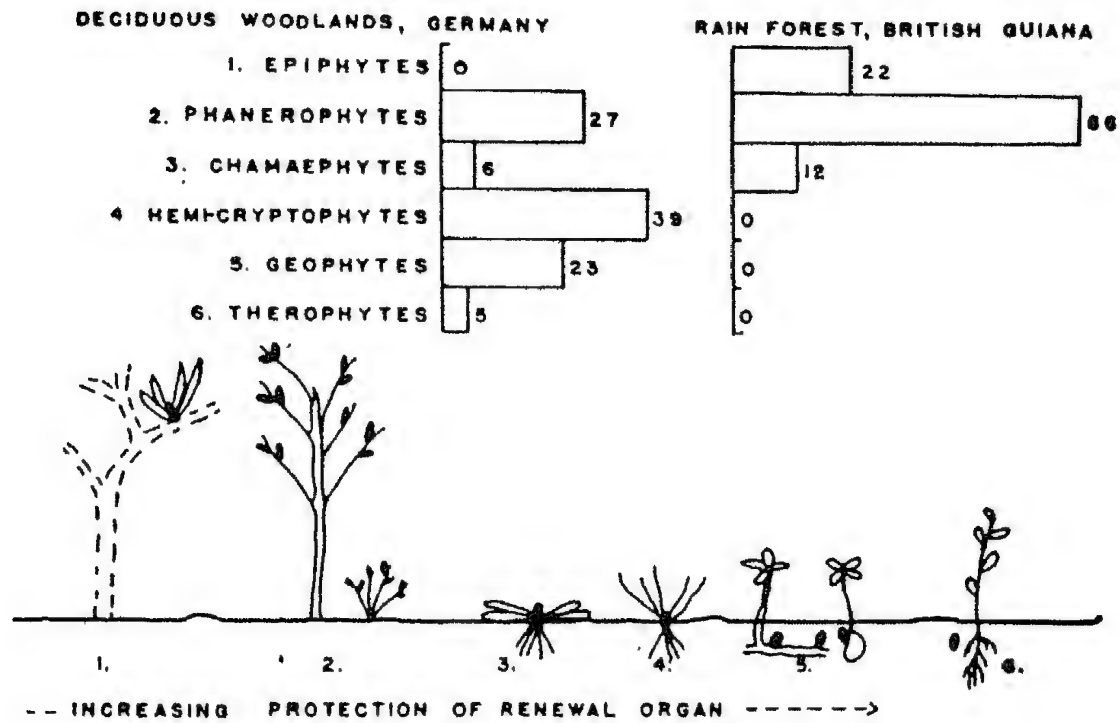 DECIDUOUS WOODLANDS, GERMANY
1. EPIPHYTES 0
2. PHANEROPHYTES 27
3. CHAMAEPHYTES 6
4 HEMI-CRYPTOPHYTES 39
5. GEOPHYTES 23
6. THEROPHYTES 5
RAIN FOREST, BRITISH GUIANA
22
66
12
0
0
0
1. 2. 3. 4. 5. 6.
-- INCREASING PROTECTION OF RENEWAL ORGAN ------>